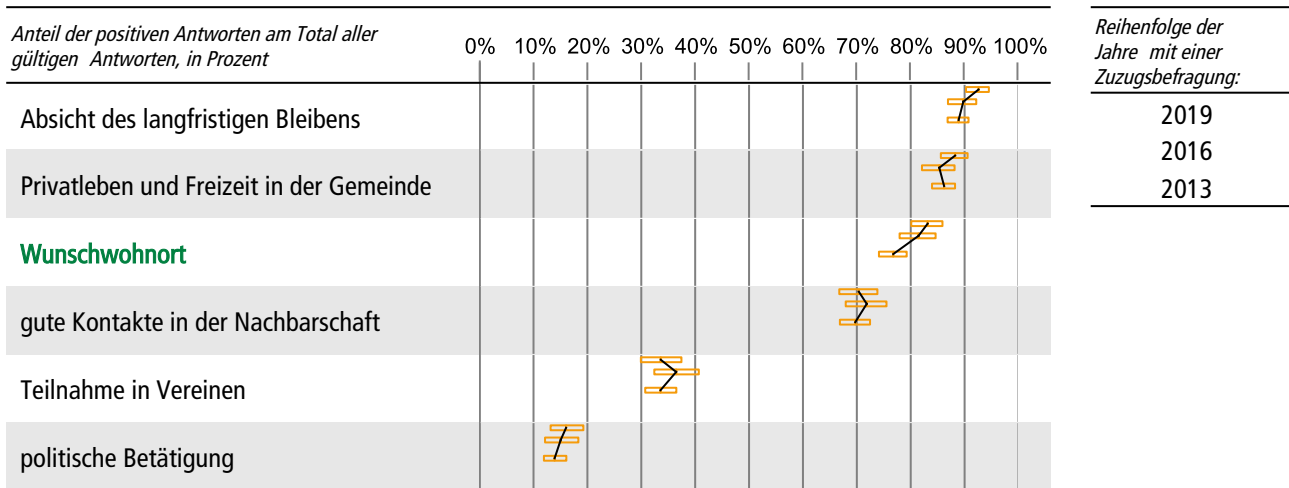 Anteil der positiven Antworten am Total aller
gültigen Antworten, in Prozent
0% 10% 20% 30% 40% 50% 60% 70% 80% 90% 100%
Absicht des langfristigen Bleibens
Privatleben und Freizeit in der Gemeinde
Wunschwohnort
gute Kontakte in der Nachbarschaft
Teilnahme in Vereinen
politische Betätigung
Reihenfolge der
Jahre mit einer
Zuzugsbefragung:
2019
2016
2013